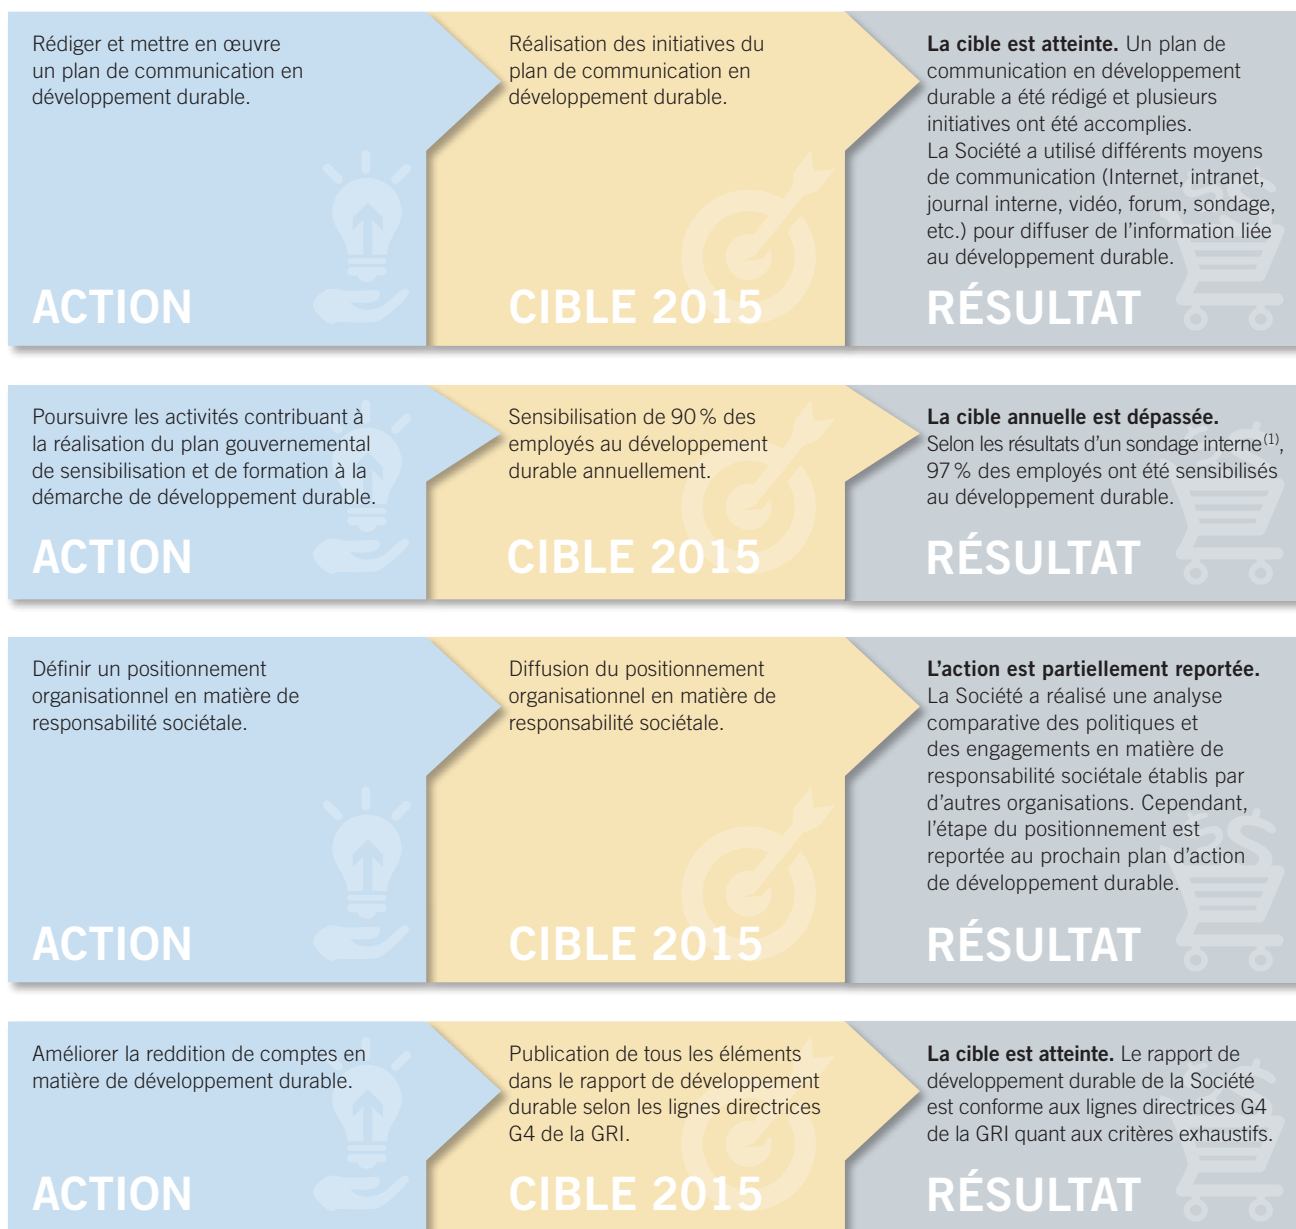 Rédiger et mettre en œuvre
un plan de communication en
développement durable.
ACTION
Réalisation des initiatives du
plan de communication en
développement durable.
CIBLE 2015
La cible est atteinte. Un plan de
communication en développement
durable a été rédigé et plusieurs
initiatives ont été accomplies.
La Société a utilisé différents moyens
de communication (Internet, intranet,
journal interne, vidéo, forum, sondage,
etc.) pour diffuser de l’information liée
au développement durable.
RÉSULTAT
Poursuivre les activités contribuant à
la réalisation du plan gouvernemental
de sensibilisation et de formation à la
démarche de développement durable.
ACTION
Sensibilisation de 90 % des
employés au développement
durable annuellement.
CIBLE 2015
La cible annuelle est dépassée.
Selon les résultats d’un sondage interne(1),
97 % des employés ont été sensibilisés
au développement durable.
RÉSULTAT
Définir un positionnement
organisationnel en matière de
responsabilité sociétale.
ACTION
Diffusion du positionnement
organisationnel en matière de
responsabilité sociétale.
CIBLE 2015
L’action est partiellement reportée.
La Société a réalisé une analyse
comparative des politiques et
des engagements en matière de
responsabilité sociétale établis par
d’autres organisations. Cependant,
l’étape du positionnement est
reportée au prochain plan d’action
de développement durable.
RÉSULTAT
Améliorer la reddition de comptes en
matière de développement durable.
ACTION
Publication de tous les éléments
dans le rapport de développement
durable selon les lignes directrices
G4 de la GRI.
CIBLE 2015
La cible est atteinte. Le rapport de
développement durable de la Société
est conforme aux lignes directrices G4
de la GRI quant aux critères exhaustifs.
RÉSULTAT